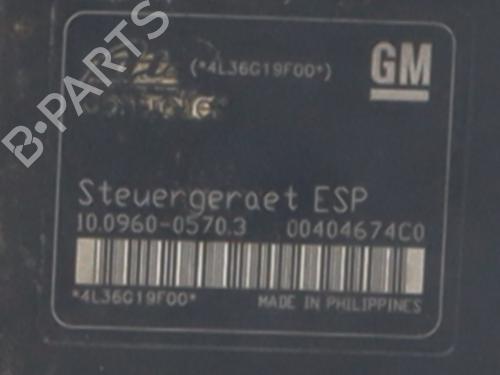 B-PARTS
(*4L36G19F00*)
GM
Steuergeraet ESP
10.0960-0570.3 00404674C0
*4L36G19F00*
MADE IN PHILIPPINES